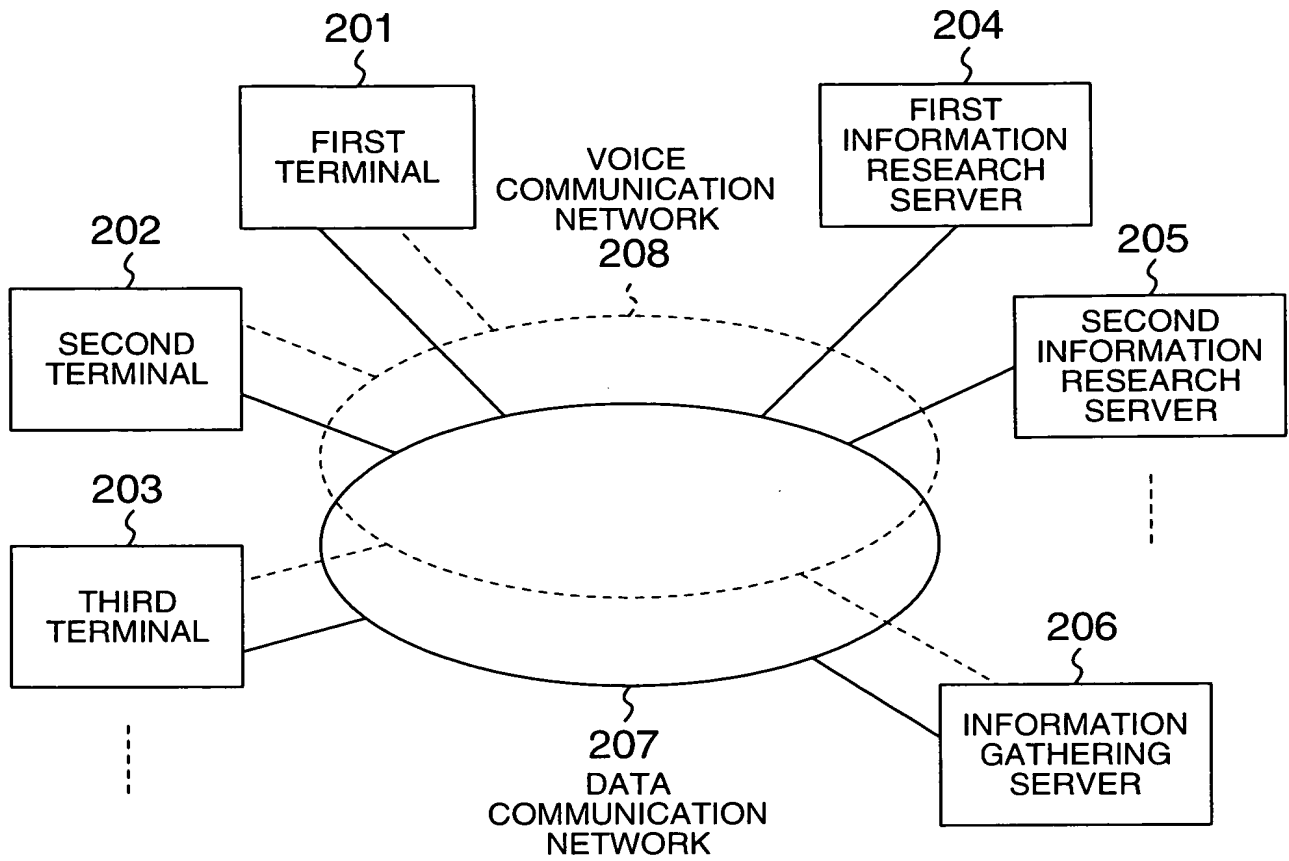 201
FIRST
TERMINAL
204
FIRST
INFORMATION
RESEARCH
SERVER
VOICE
COMMUNICATION
NETWORK
208
202
SECOND
TERMINAL
205
SECOND
INFORMATION
RESEARCH
SERVER
203
THIRD
TERMINAL
206
INFORMATION
GATHERING
SERVER
207
DATA
COMMUNICATION
NETWORK